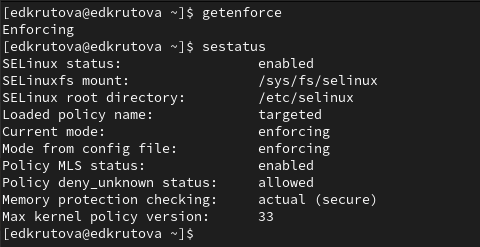 [edkrutova@edkrutova ~]$ getenforce
Enforcing
[edkrutova@edkrutova ~]$ sestatus
SELinux status:                 enabled
SELinuxfs mount:                /sys/fs/selinux
SELinux root directory:         /etc/selinux
Loaded policy name:             targeted
Current mode:                   enforcing
Mode from config file:          enforcing
Policy MLS status:              enabled
Policy deny_unknown status:     allowed
Memory protection checking:     actual (secure)
Max kernel policy version:      33
[edkrutova@edkrutova ~]$